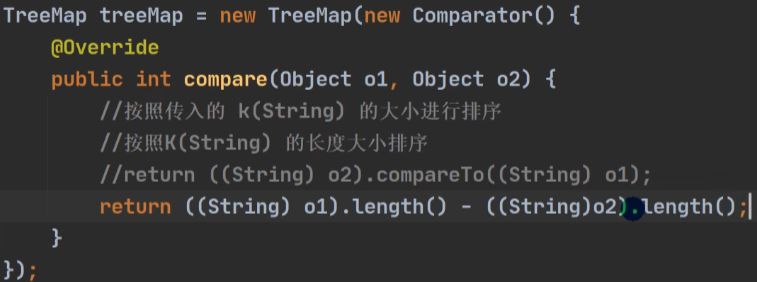 TreeMap treeMap = new TreeMap(new Comparator() {
    @Override
    public int compare(Object o1, Object o2) {
        //按照传入的 k(String) 的大小进行排序
        //按照K(String) 的长度大小排序
        //return ((String) o2).compareTo((String) o1);
        return ((String) o1).length() - ((String)o2).length();
    }
});